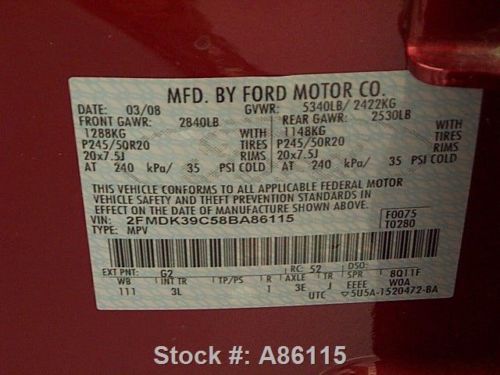 MFD. BY FORD MOTOR CO.
DATE: 03/08 GVWR: 5340LB/ 2422KG
FRONT GAWR: 2840LB REAR GAWR: 2530LB
1288KG WITH 1148KG WITH
P245/50R20 TIRES P245/50R20 TIRES
20x7.5J RIMS 20x7.5J RIMS
AT 240 kPa/ 35 PSI COLD AT 240 kPa/ 35 PSI COLD
THIS VEHICLE CONFORMS TO ALL APPLICABLE FEDERAL MOTOR
VEHICLE SAFETY AND THEFT PREVENTION STANDARDS IN
EFFECT ON THE DATE OF MANUFACTURE SHOWN ABOVE.
VIN: 2FMDK39C58BA86115 F0075
TYPE: MPV T0280
EXT PNT: G2 RC: 52 DSO:
WB INT TR TP/PS R AXLE TR SPR 8Q11F
111 3L 1 3E J EEEE W0A
UTC 5U5A-1520472-BA
Stock #: A86115